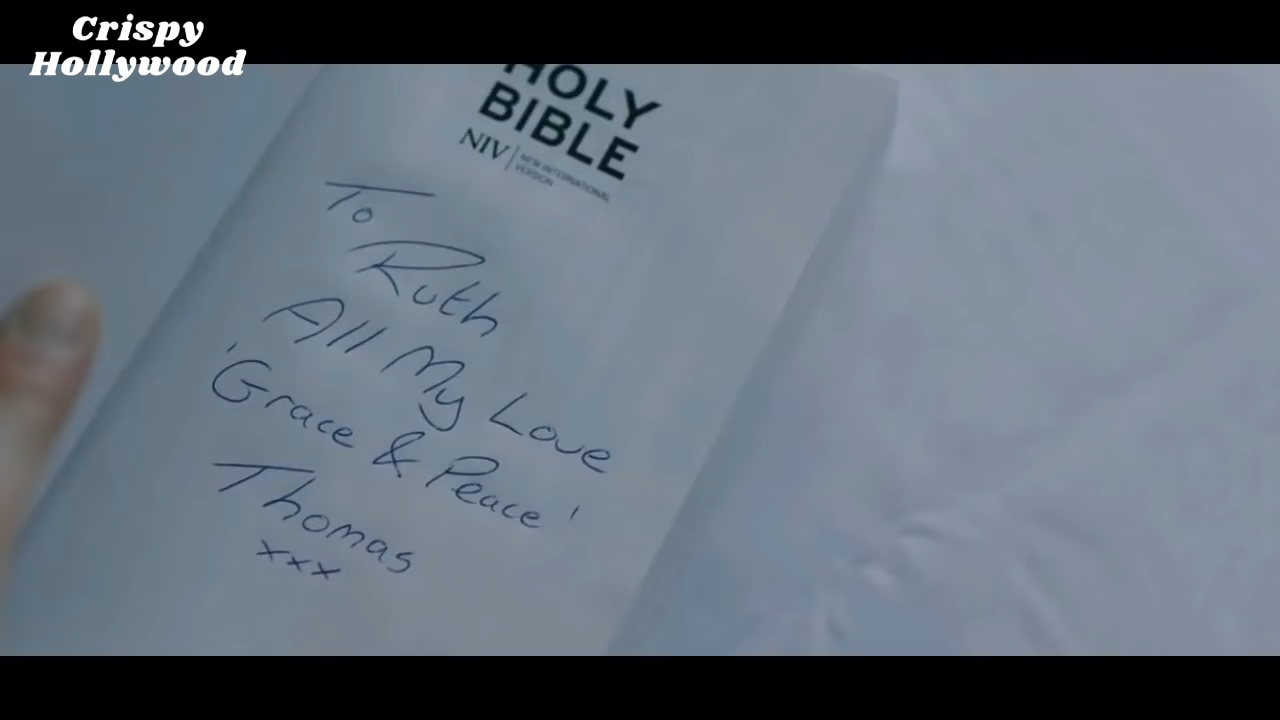 Crispy
Hollywood
HOLY
BIBLE
NIV
NEW INTERNATIONAL
VERSION
To
Ruth
All My Love
'Grace & Peace'
Thomas
xxx